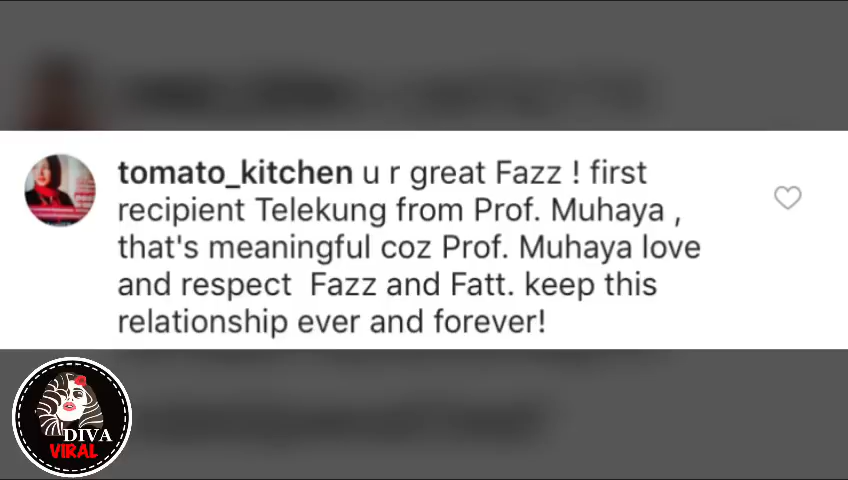 tomato_kitchen u r great Fazz ! first
recipient Telekung from Prof. Muhaya ,
that's meaningful coz Prof. Muhaya love
and respect  Fazz and Fatt. keep this
relationship ever and forever!
DIVA
VIRAL